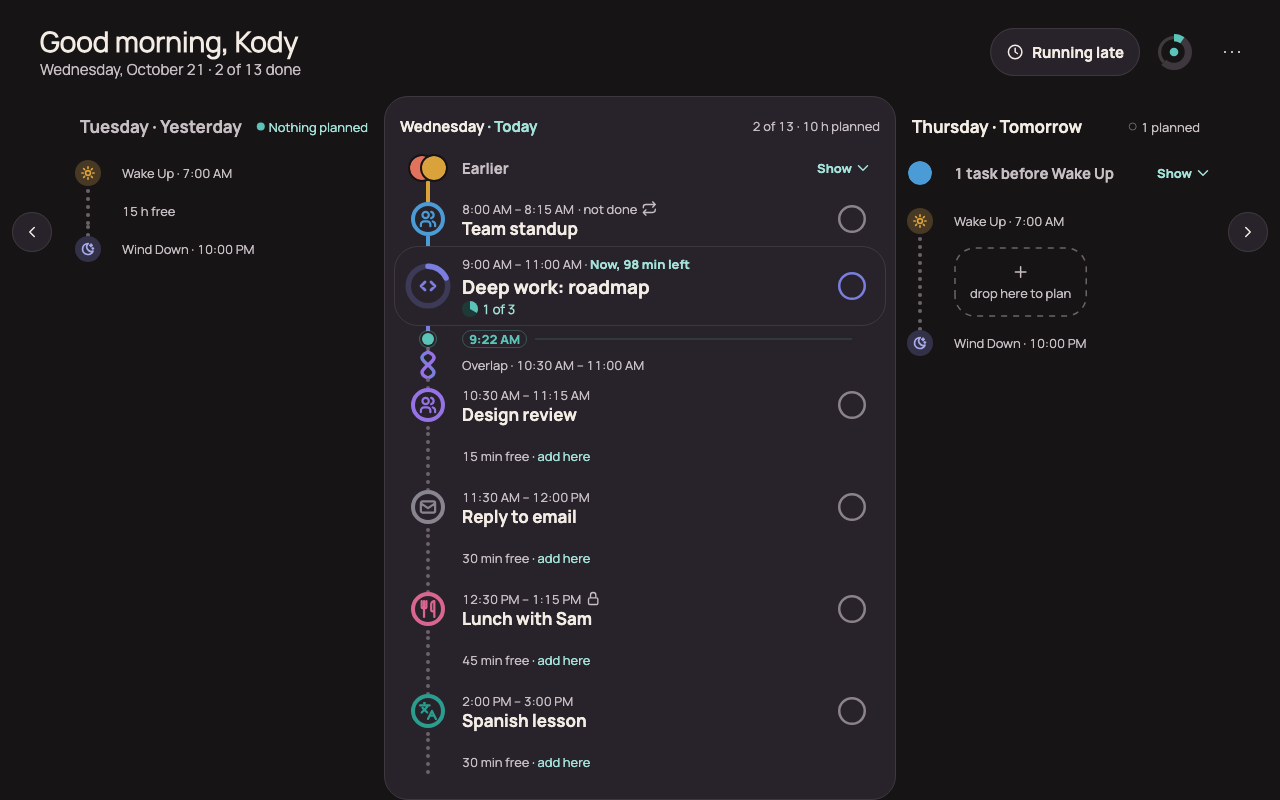 Good morning, Kody
Wednesday, October 21 · 2 of 13 done
Running late
Tuesday · Yesterday
Nothing planned
Wake Up · 7:00 AM
15 h free
Wind Down · 10:00 PM
Wednesday · Today
2 of 13 · 10 h planned
Earlier
Show
8:00 AM – 8:15 AM · not done
Team standup
9:00 AM – 11:00 AM · Now, 98 min left
Deep work: roadmap
1 of 3
9:22 AM
Overlap · 10:30 AM – 11:00 AM
10:30 AM – 11:15 AM
Design review
15 min free · add here
11:30 AM – 12:00 PM
Reply to email
30 min free · add here
12:30 PM – 1:15 PM
Lunch with Sam
45 min free · add here
2:00 PM – 3:00 PM
Spanish lesson
30 min free · add here
Thursday · Tomorrow
1 planned
1 task before Wake Up
Show
Wake Up · 7:00 AM
drop here to plan
Wind Down · 10:00 PM